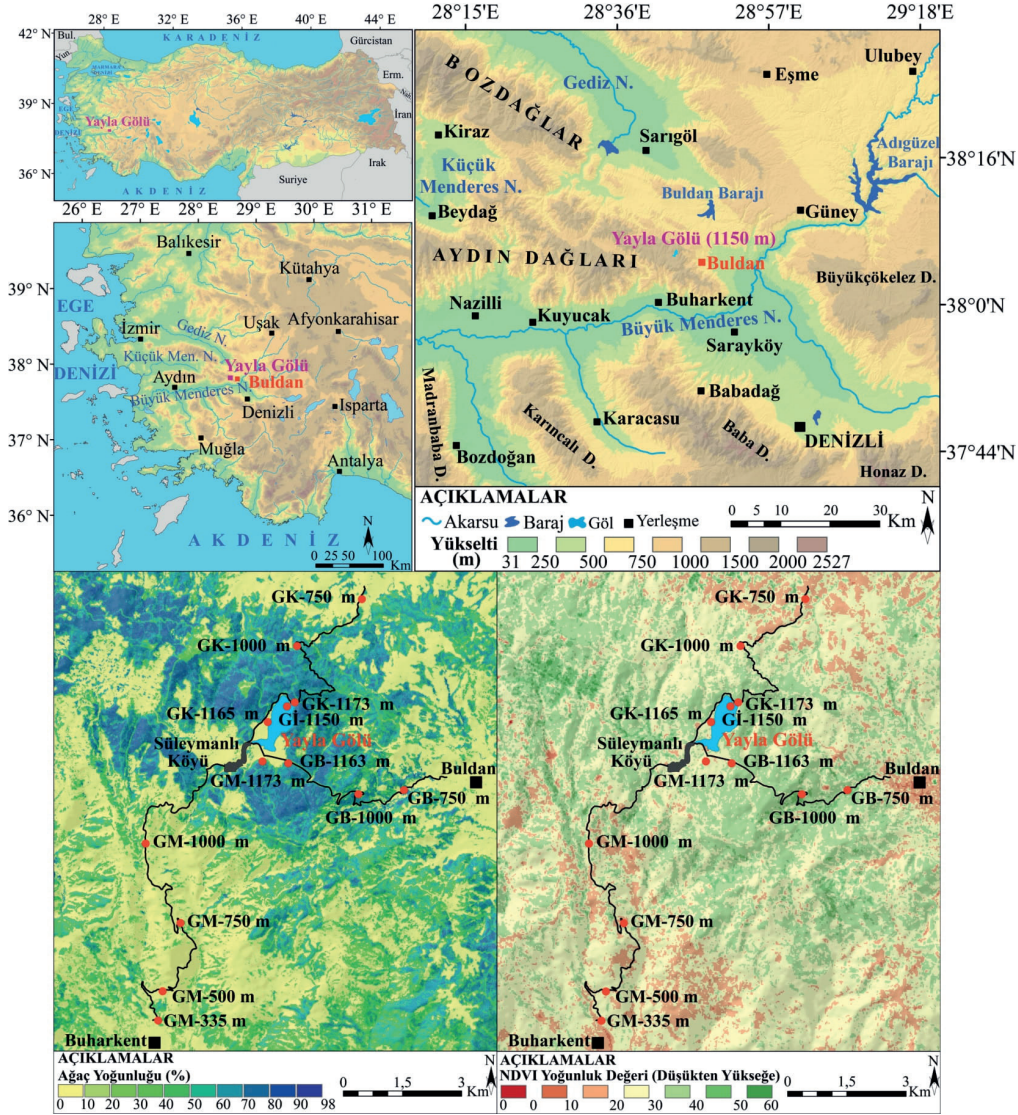 28° E 32° E 36° E 40° E 44° E
42° N
39° N
36° N
Bul.
Yun.
KARADENİZ
Gürcistan
Erm.
İran
Irak
Suriye
MARMARA
DENİZİ
EGE
DENİZİ
Yayla Gölü
AKDENİZ
26° E 27° E 28° E 29° E 30° E 31° E
39° N
38° N
37° N
36° N
Balıkesir
Kütahya
EGE
İzmir
Gediz N.
Uşak
Afyonkarahisar
DENİZİ
Küçük Men. N.
Yayla Gölü
Aydın
Buldan
Büyük Menderes N.
Denizli
Isparta
Muğla
Antalya
AKDENİZ
N
0 25 50 100
Km
28°15' 28°36' 28°57' 29°18'
38°16'N
38°0'N
37°44'N
BOZDAĞLAR
Gediz N.
Eşme
Ulubey
Kiraz
Sarıgöl
Adıgüzel
Barajı
Küçük
Menderes N.
Buldan Barajı
Beydağ
Güney
Yayla Gölü (1150 m)
AYDIN DAĞLARI
Buldan
Büyükçökelez D.
Nazilli
Buharkent
Kuyucak
Büyük Menderes N.
Sarayköy
Madranbaba D.
Babadağ
Karacasu
Karıncalı D.
Baba D.
DENİZLİ
Bozdoğan
Honaz D.
AÇIKLAMALAR
Akarsu Baraj Göl Yerleşme
0 5 10 20 30
Km
N
Yükselti
(m)
31 250 500 750 1000 1500 2000 2527
GK-750 m
GK-1000 m
GK-1173 m
GK-1165 m
Gİ-1150 m
Süleymanlı
Köyü
Yayla Gölü
GB-1163 m
GM-1173 m
Buldan
GB-750 m
GB-1000 m
GM-1000 m
GM-750 m
GM-500 m
GM-335 m
Buharkent
AÇIKLAMALAR
Ağaç Yoğunluğu (%)
0 10 20 30 40 50 60 70 80 90 98
0 1,5 3
Km
N
GK-750 m
GK-1000 m
GK-1173 m
GK-1165 m
Gİ-1150 m
Süleymanlı
Köyü
Yayla Gölü
GB-1163 m
GM-1173 m
Buldan
GB-750 m
GB-1000 m
GM-1000 m
GM-750 m
GM-500 m
GM-335 m
Buharkent
AÇIKLAMALAR
NDVI Yoğunluk Değeri (Düşükten Yükseğe)
0 10 20 30 40 50 60
0 1,5 3
Km
N